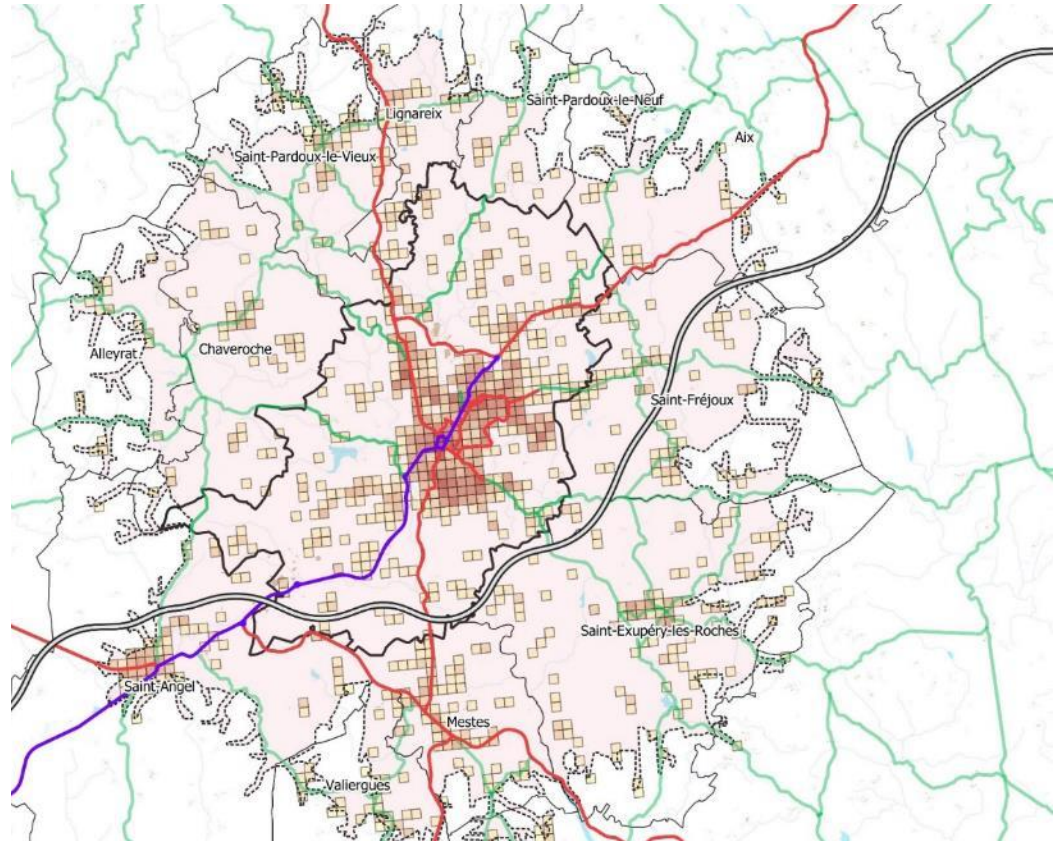 Saint-Pardoux-le-Neuf
Lignareix
Aix
Saint-Pardoux-le-Vieux
Alleyrat
Chaveroche
Saint-Fréjoux
Saint-Exupéry-les-Roches
Saint-Angel
Mestes
Valiergues